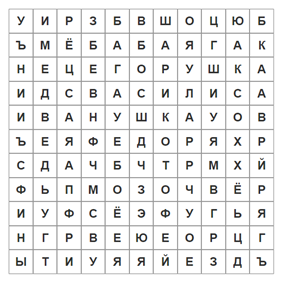 У И Р З Б В Ш О Ц Ю Б
Ъ М Ё Б А Б А Я Г А К
Н Е Ц Е Г О Р У Ш К А
И Д С В А С И Л И С А
И В А Н У Ш К А У О В
Ъ Е Я Ф Е Д О Р Я Х Р
С Д А Ч Б Ч Т Р М Х Й
Ф Ь П М О З О Ч В Ё Р
И У Ф С Ё Э Ф У Г Ь Я
Н Г Р В Е Ю Е О Р Ц Г
Ы Т И У Я Я Й Е З Д Ъ